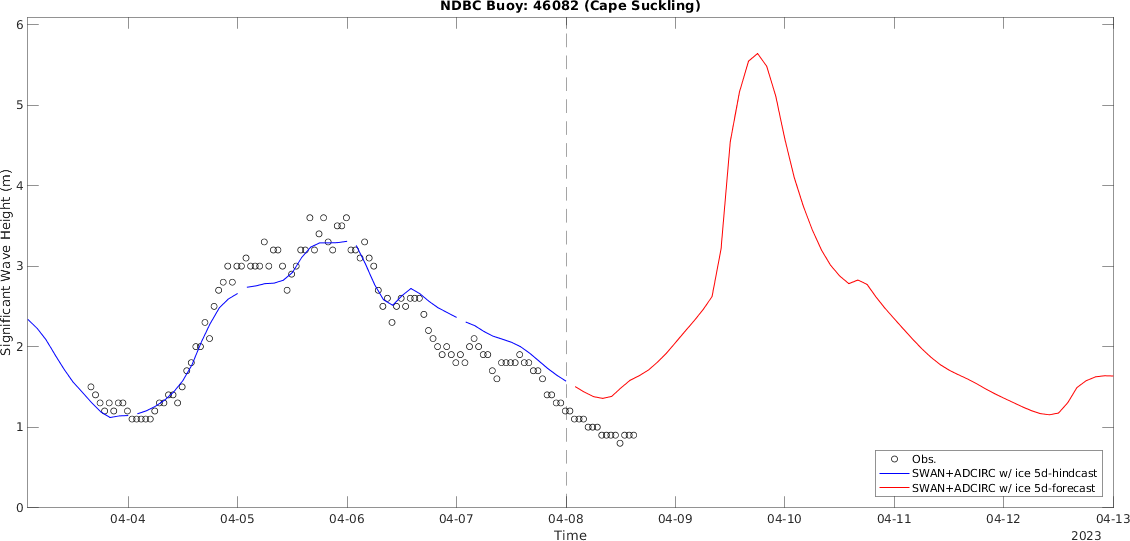 NDBC Buoy: 46082 (Cape Suckling)
6
5
4
3
2
1
0
Significant Wave Height (m)
Obs.
SWAN+ADCIRC w/ ice 5d-hindcast
SWAN+ADCIRC w/ ice 5d-forecast
04-04 04-05 04-06 04-07 04-08 04-09 04-10 04-11 04-12 04-13
Time
2023